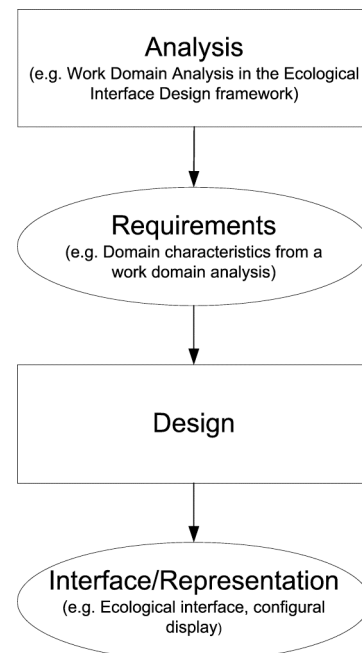 Analysis
(e.g. Work Domain Analysis in the Ecological
Interface Design framework)
Requirements
(e.g. Domain characteristics from a
work domain analysis)
Design
Interface/Representation
(e.g. Ecological interface, configural
display)